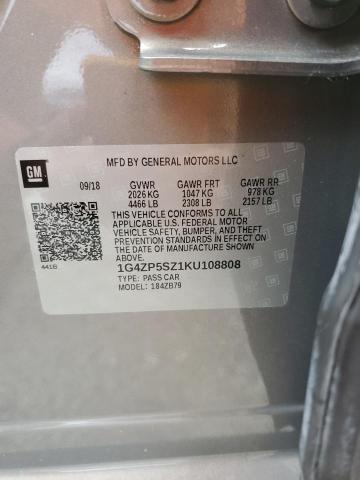 GM
MFD BY GENERAL MOTORS LLC
09/18 GVWR GAWR FRT GAWR RR
2026 KG 1047 KG 978 KG
4466 LB 2308 LB 2157 LB
THIS VEHICLE CONFORMS TO ALL
APPLICABLE U.S. FEDERAL MOTOR VEHICLE
SAFETY, BUMPER, AND THEFT
PREVENTION STANDARDS IN EFFECT ON
THE DATE OF MANUFACTURE SHOWN
ABOVE.
441B
1G4ZP5SZ1KU108808
TYPE: PASS CAR
MODEL: 184ZB79